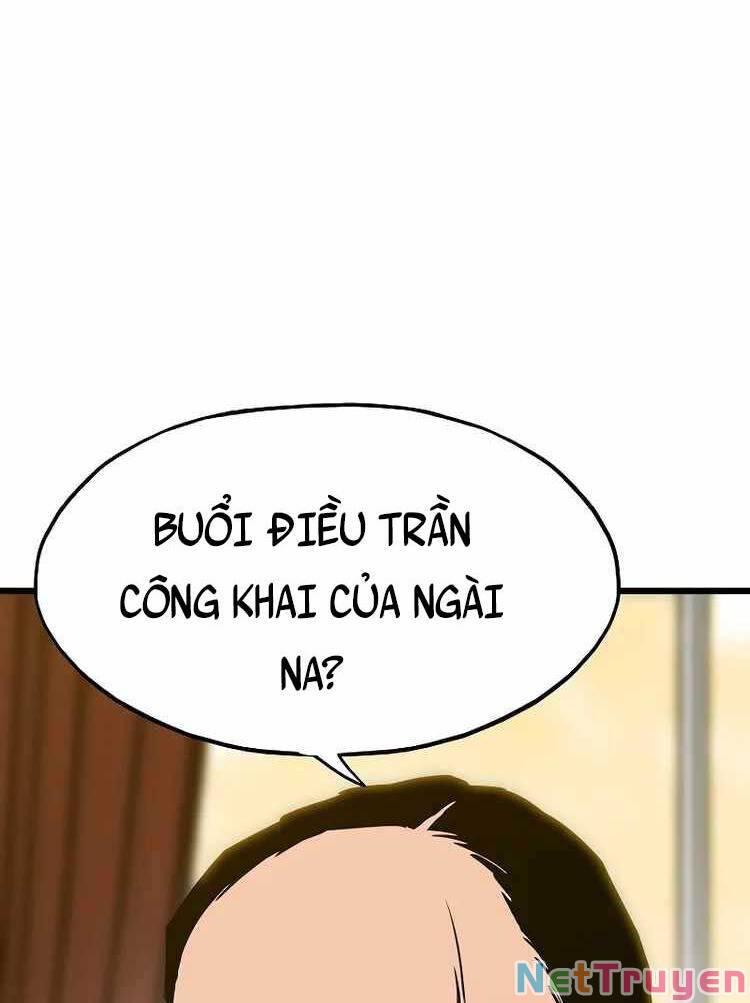 BUỔI ĐIỀU TRẦN
CÔNG KHAI CỦA NGÀI
NA?
NetTruyen